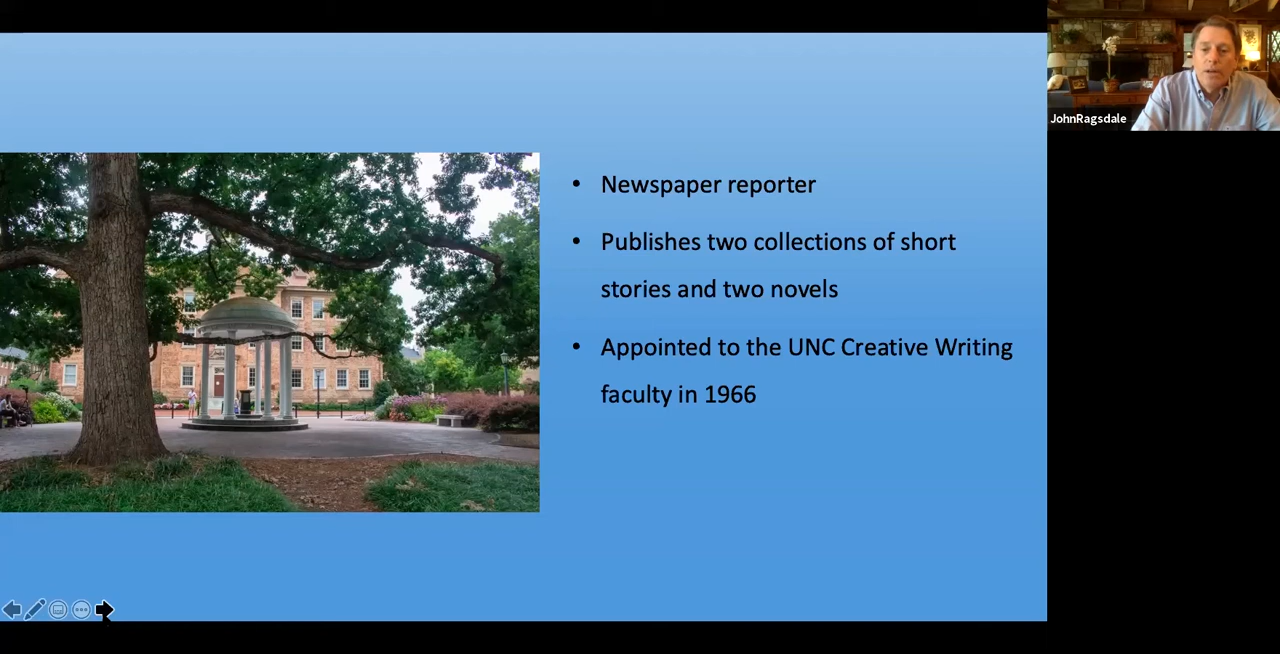 • Newspaper reporter
• Publishes two collections of short
stories and two novels
• Appointed to the UNC Creative Writing
faculty in 1966
JohnRagsdale